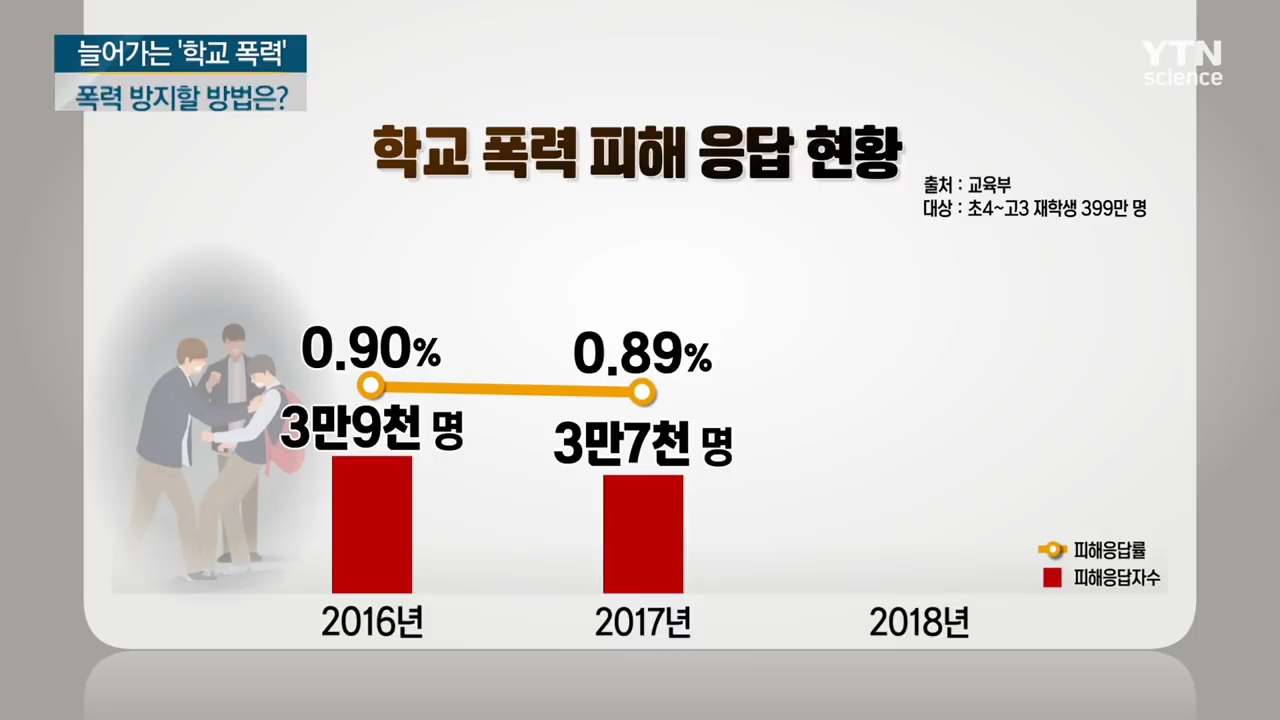 늘어가는 '학교 폭력'
폭력 방지할 방법은?
YTN
science
학교 폭력 피해 응답 현황
출처 : 교육부
대상 : 초4~고3 재학생 399만 명
0.90%
0.89%
3만9천 명
3만7천 명
피해응답률
피해응답자수
2016년
2017년
2018년